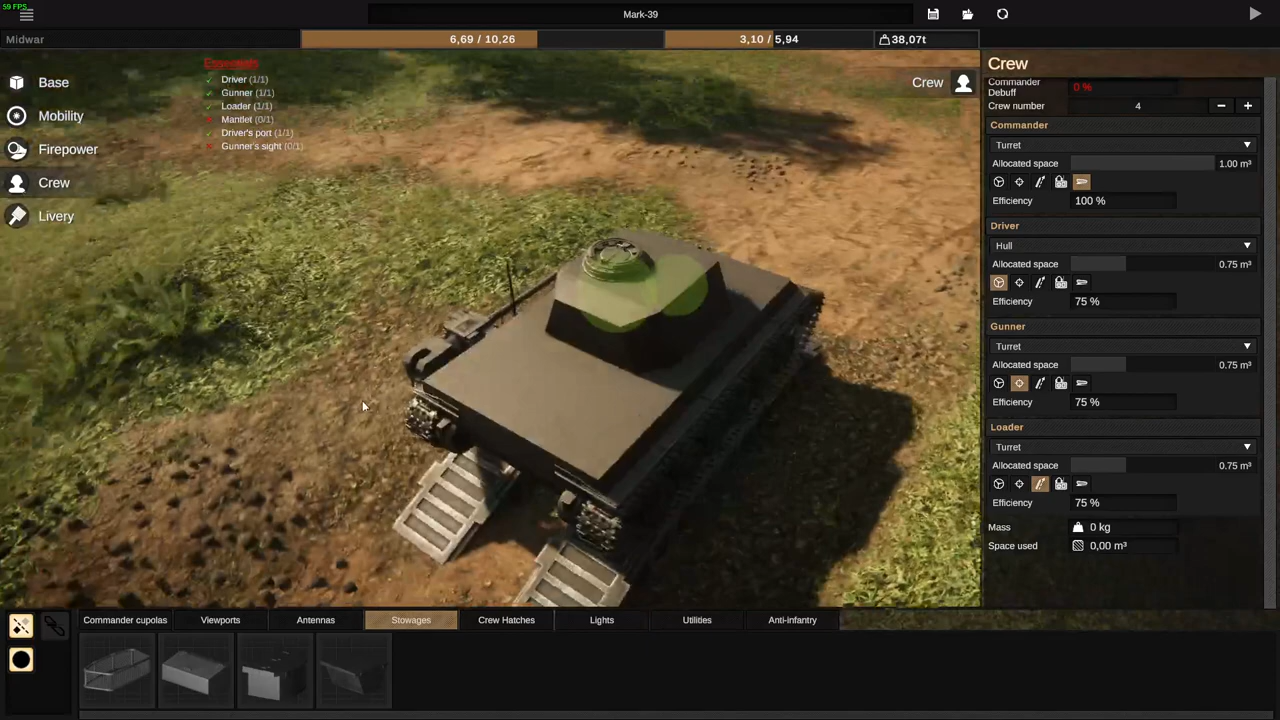 59 FPS
Mark-39
Midwar
6,69 / 10,26
3,10 / 5,94
38,07t
Essentials
Driver (1/1)
Gunner (1/1)
Loader (1/1)
Mantlet (0/1)
Driver's port (1/1)
Gunner's sight (0/1)
Base
Mobility
Firepower
Crew
Livery
Crew
Crew
Commander Debuff
0 %
Crew number
4
Commander
Turret
Allocated space
1.00 m³
Efficiency
100 %
Driver
Hull
Allocated space
0.75 m³
Efficiency
75 %
Gunner
Turret
Allocated space
0.75 m³
Efficiency
75 %
Loader
Turret
Allocated space
0.75 m³
Efficiency
75 %
Mass
0 kg
Space used
0,00 m³
Commander cupolas
Viewports
Antennas
Stowages
Crew Hatches
Lights
Utilities
Anti-infantry